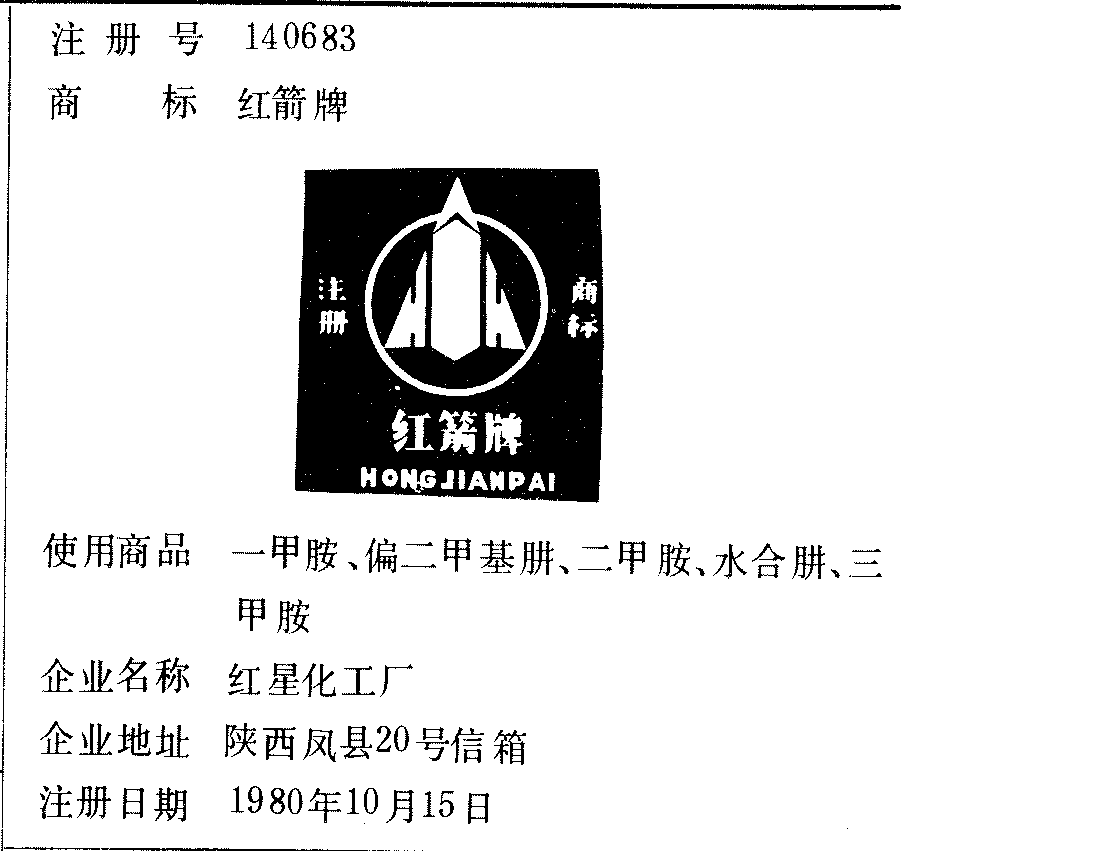 注册号 140683
商标 红箭牌
注册
商标
红箭牌
HONGJIANPAI
使用商品 一甲胺、偏二甲基肼、二甲胺、水合肼、三
甲胺
企业名称 红星化工厂
企业地址 陕西凤县20号信箱
注册日期 1980年10月15日